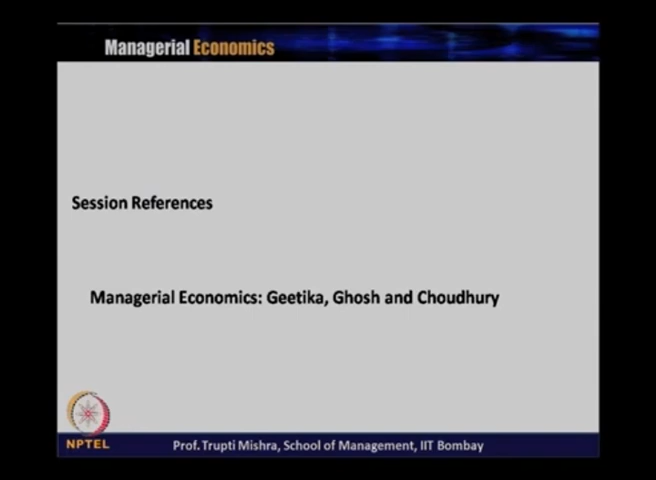 Managerial Economics
Session References
Managerial Economics: Geetika, Ghosh and Choudhury
NPTEL
Prof. Trupti Mishra, School of Management, IIT Bombay